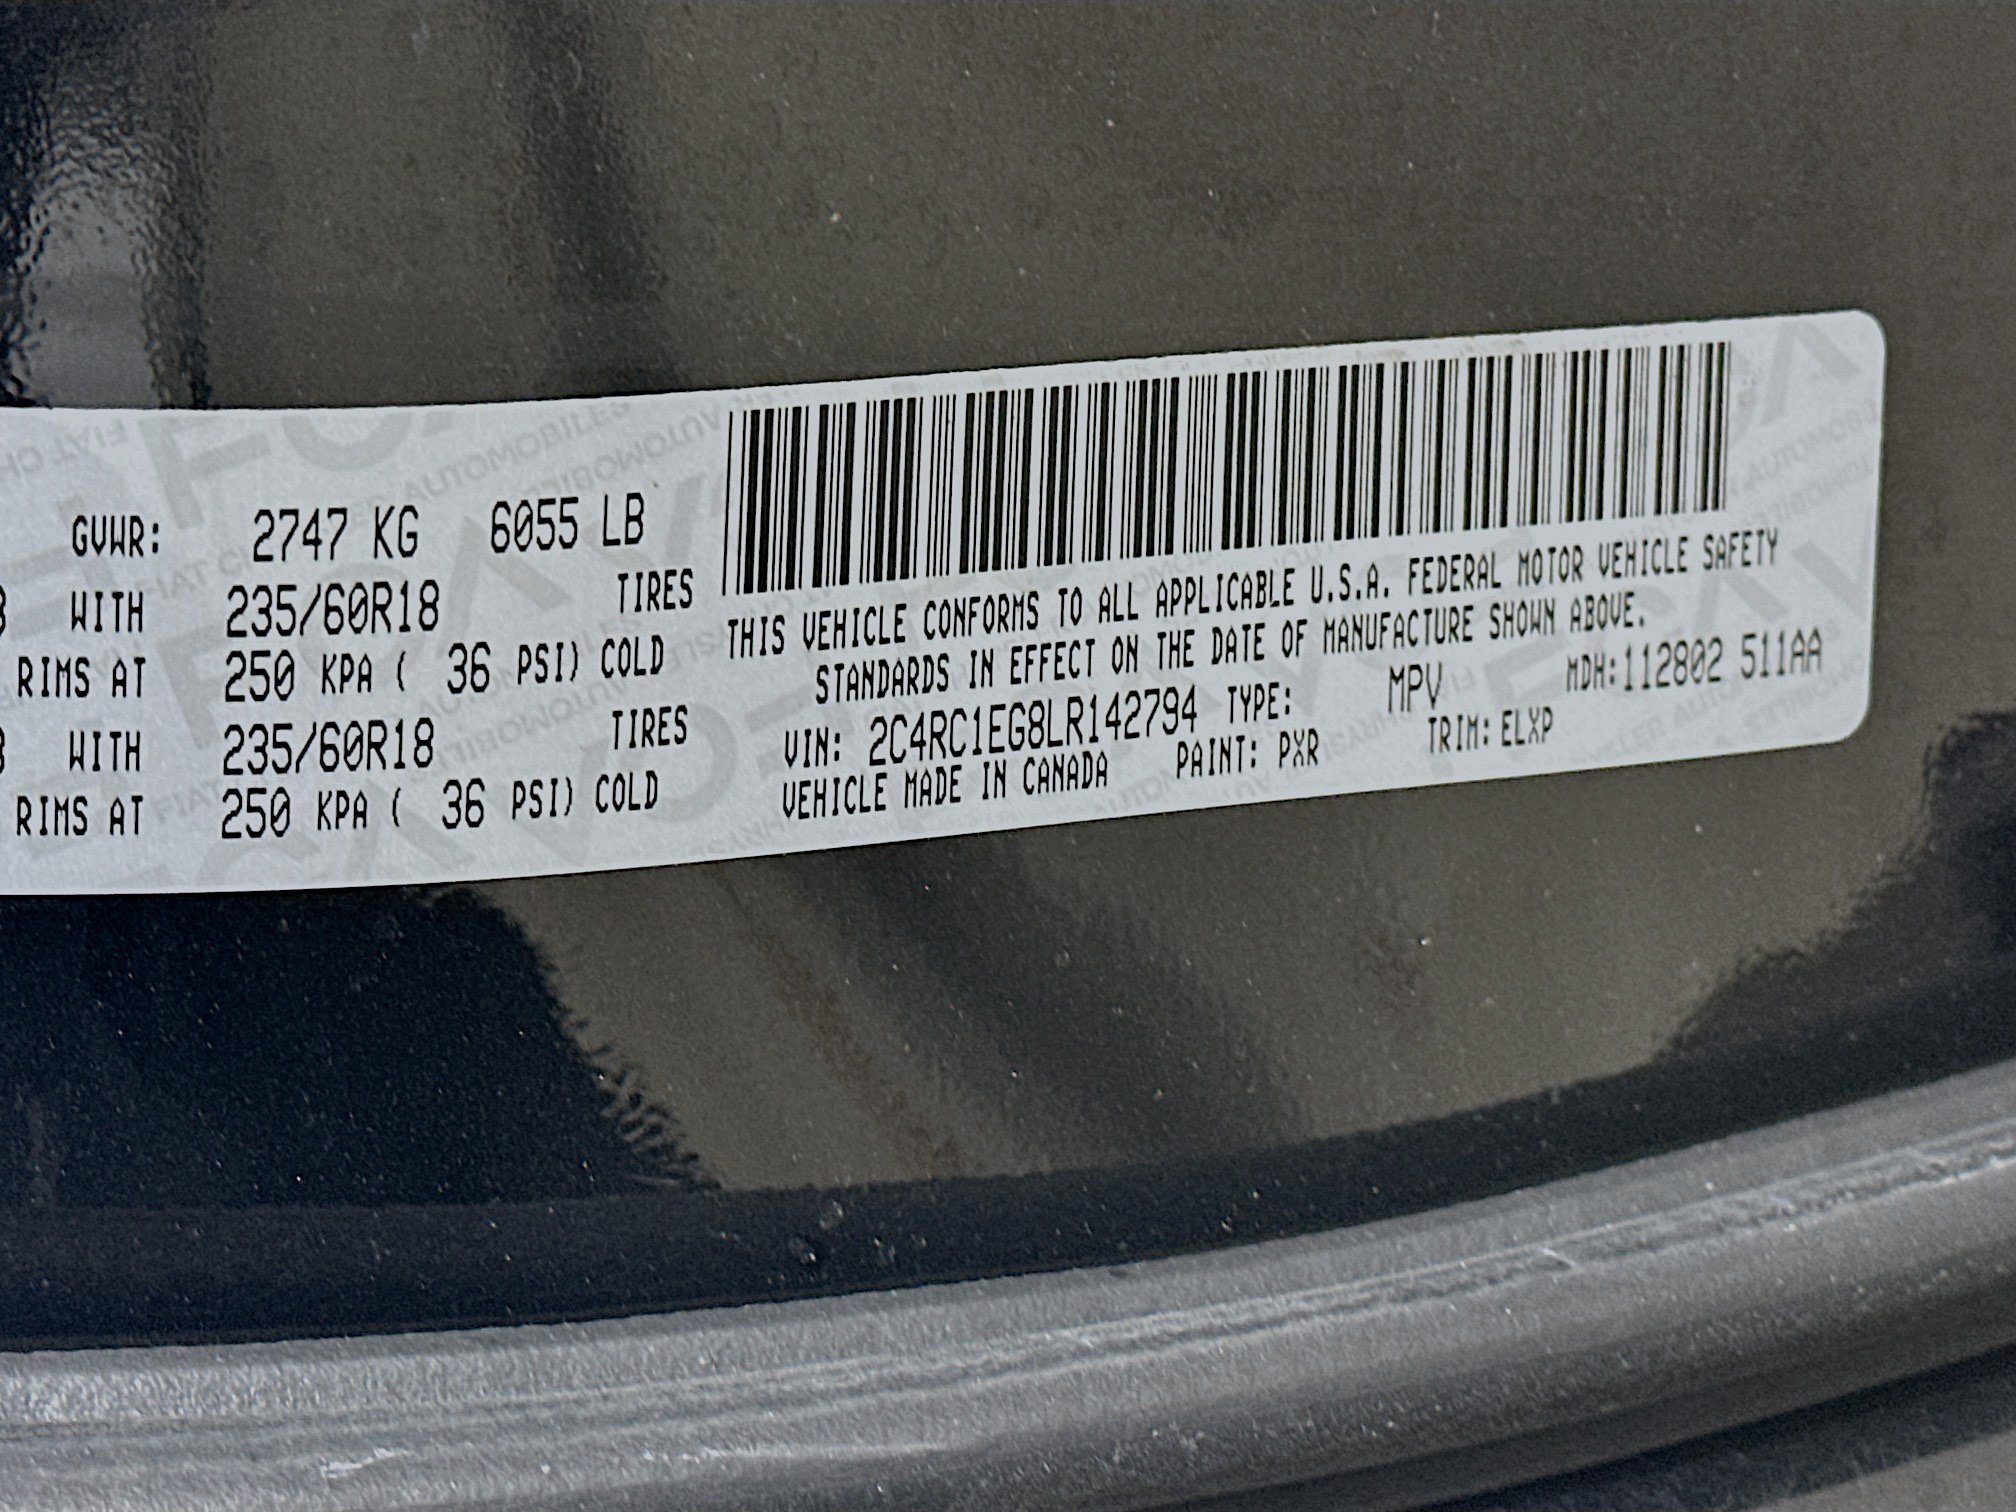 GVWR: 2747 KG 6055 LB
WITH 235/60R18 TIRES
RIMS AT 250 KPA ( 36 PSI) COLD
WITH 235/60R18 TIRES
RIMS AT 250 KPA ( 36 PSI) COLD
THIS VEHICLE CONFORMS TO ALL APPLICABLE U.S.A. FEDERAL MOTOR VEHICLE SAFETY
STANDARDS IN EFFECT ON THE DATE OF MANUFACTURE SHOWN ABOVE.
VIN: 2C4RC1EG8LR142794 TYPE: MPV MDH:112802 511AA
VEHICLE MADE IN CANADA PAINT: PXR TRIM: ELXP